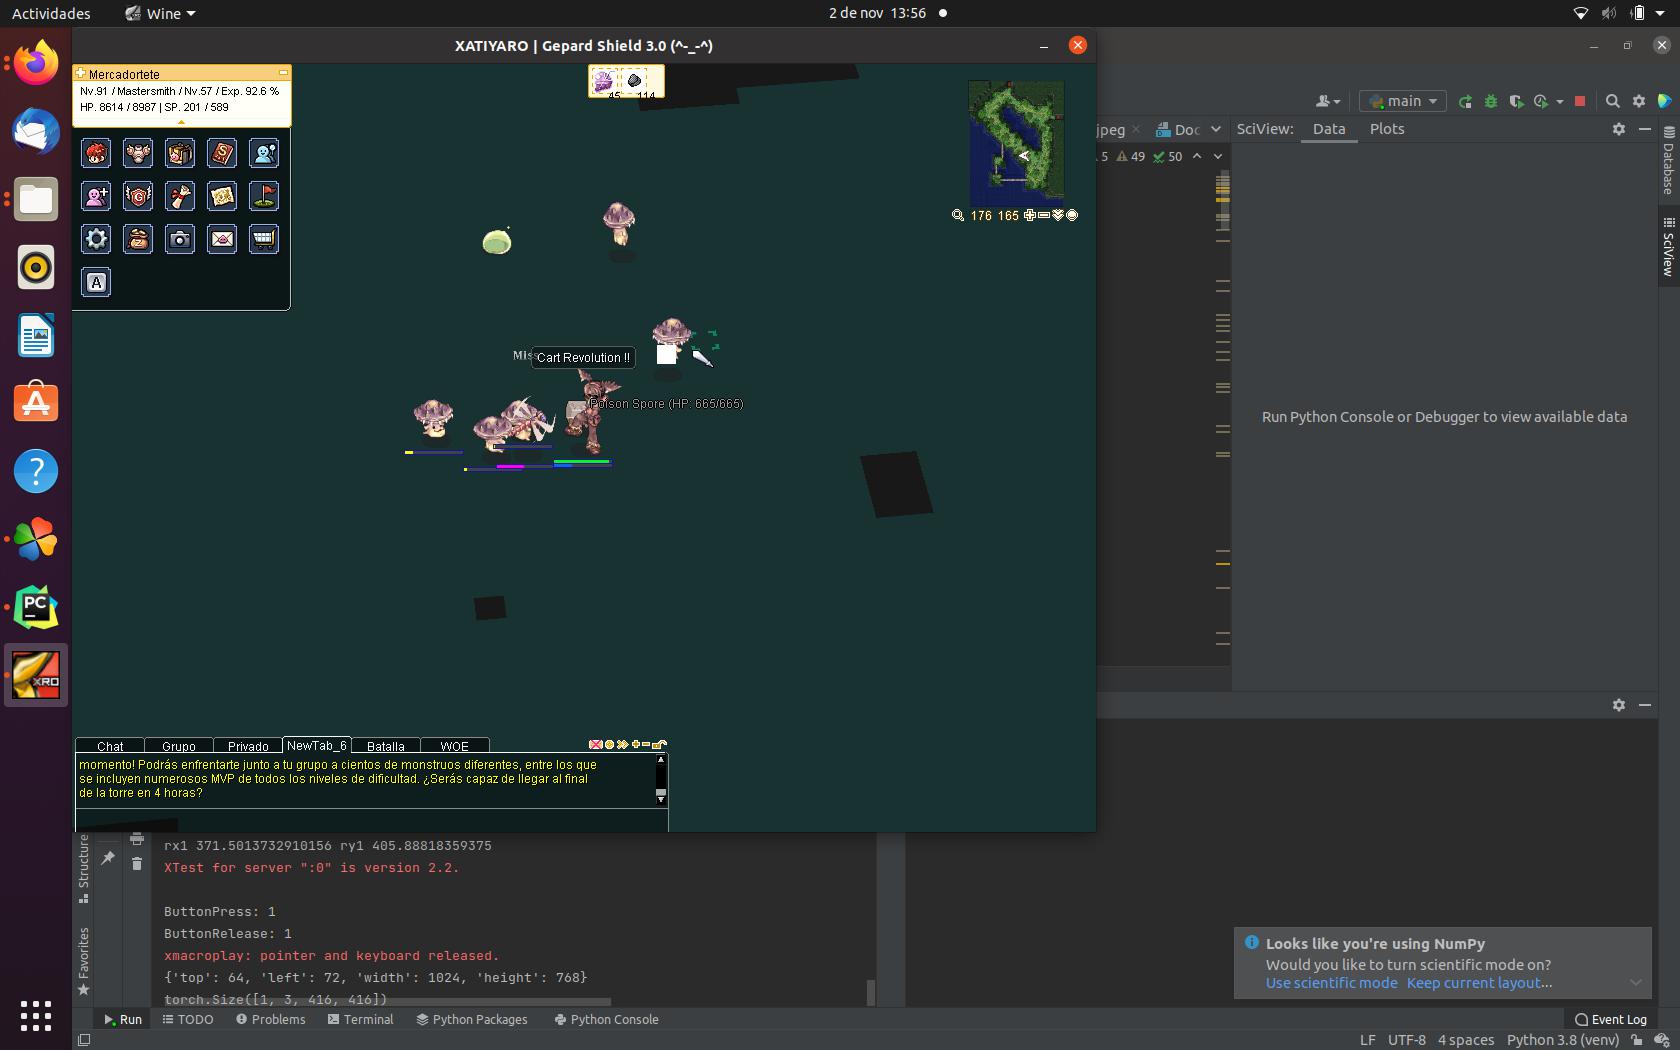 Actividades
Wine
2 de nov 13:56
XATIYARO | Gepard Shield 3.0 (^-_-^)
Mercadortete
Nv.91 / Mastersmith / Nv.57 / Exp. 92.6 %
HP. 8614 / 8987 | SP. 201 / 589
45 114
176 165
A
Cart Revolution !!
Poison Spore (HP: 665/665)
Chat Grupo Privado NewTab_6 Batalla WOE
momento! Podrás enfrentarte junto a tu grupo a cientos de monstruos diferentes, entre los que
se incluyen numerosos MVP de todos los niveles de dificultad. ¿Serás capaz de llegar al final
de la torre en 4 horas?
main
jpeg
Doc
SciView: Data Plots
5 49 50
Database
SciView
Run Python Console or Debugger to view available data
PC
XRO
Structure
Favorites
rx1 371.5013732910156 ry1 405.88818359375
XTest for server ":0" is version 2.2.
ButtonPress: 1
ButtonRelease: 1
xmacroplay: pointer and keyboard released.
{'top': 64, 'left': 72, 'width': 1024, 'height': 768}
torch.Size([1, 3, 416, 416])
Looks like you're using NumPy
Would you like to turn scientific mode on?
Use scientific mode Keep current layout...
Run TODO Problems Terminal Python Packages Python Console
Event Log
LF UTF-8 4 spaces Python 3.8 (venv)